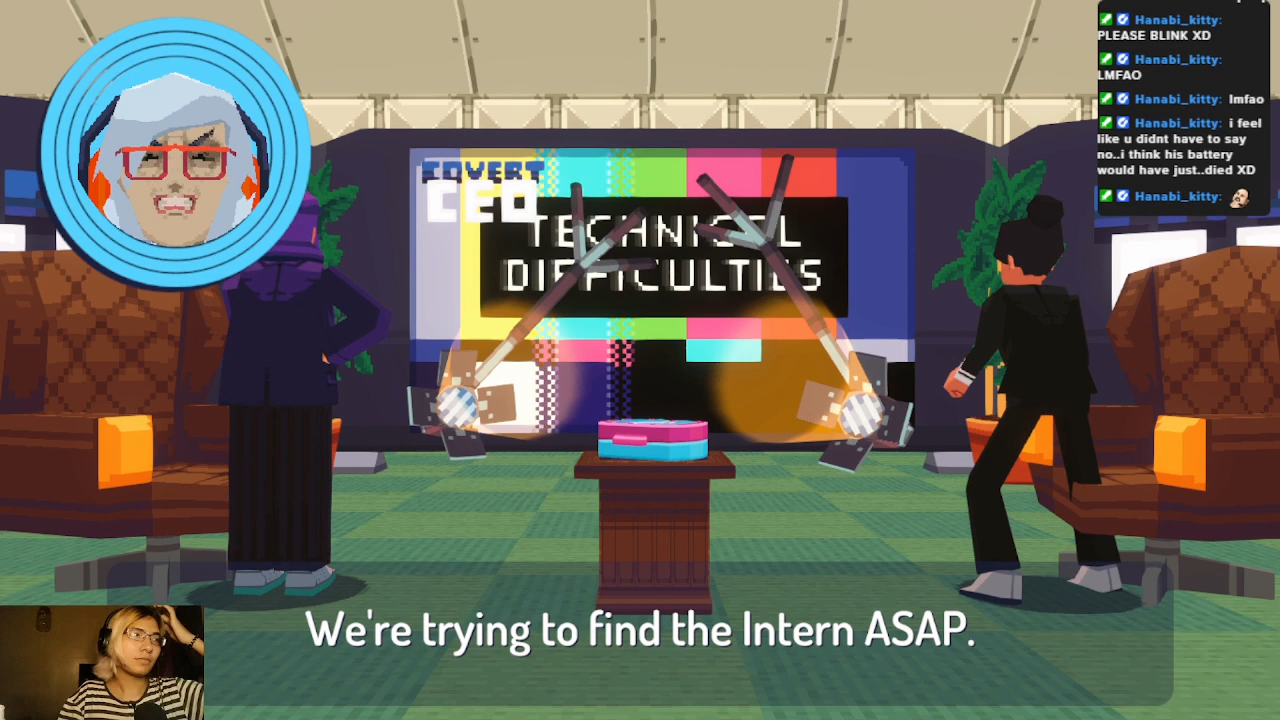 Hanabi_kitty:
PLEASE BLINK XD
Hanabi_kitty:
LMFAO
Hanabi_kitty: lmfao
Hanabi_kitty: i feel
like u didnt have to say
no..i think his battery
would have just..died XD
Hanabi_kitty:
COVERT
CEO
TECHNICAL
DIFFICULTIES
We're trying to find the Intern ASAP.